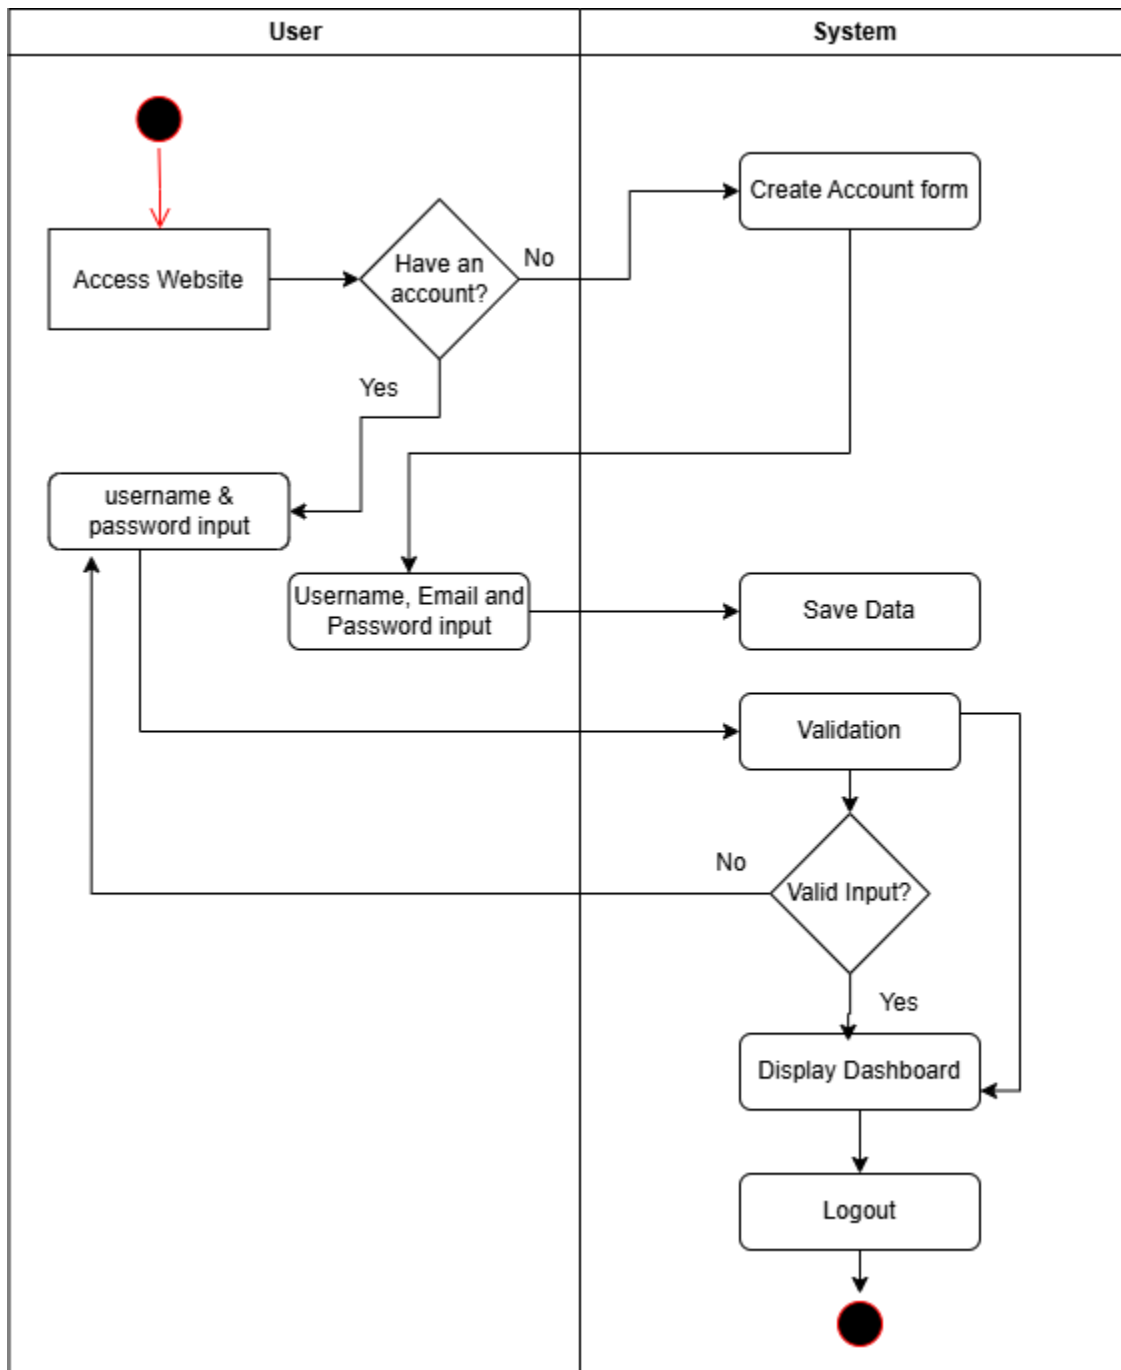 User
System
Create Account form
Have an
account?
No
Access Website
Yes
username &
password input
Username, Email and
Password input
Save Data
Validation
No
Valid Input?
Yes
Display Dashboard
Logout